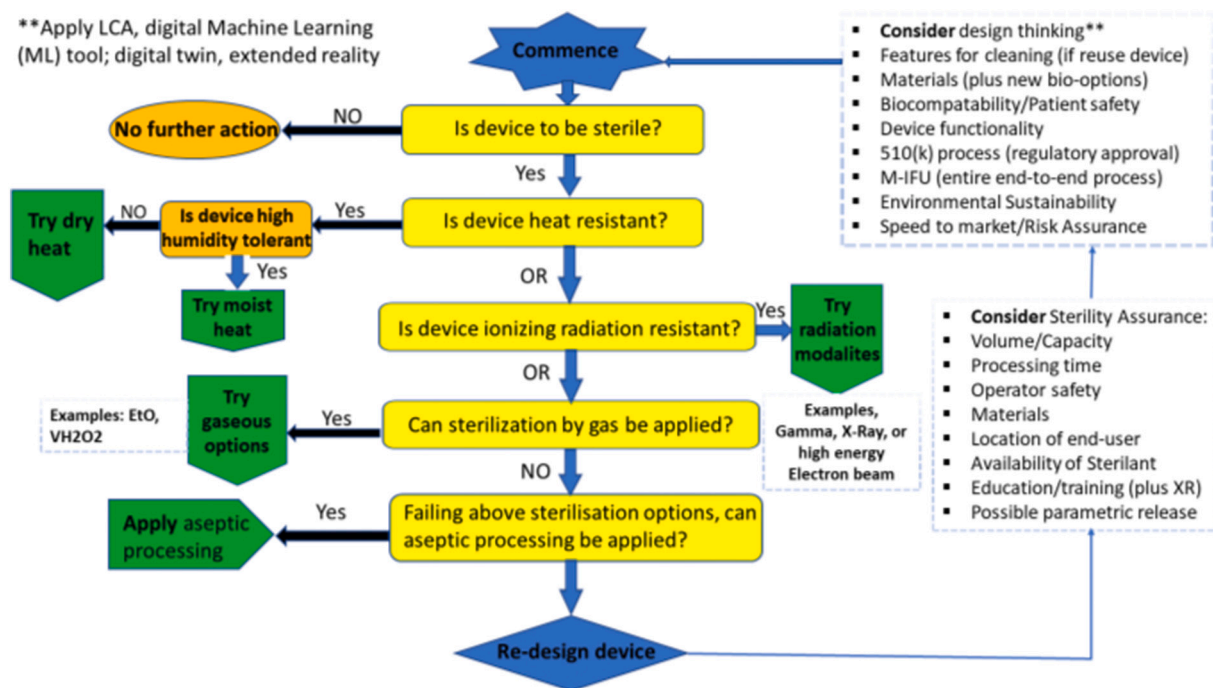 **Apply LCA, digital Machine Learning
(ML) tool; digital twin, extended reality
Commence
Is device to be sterile?
NO
No further action
Yes
Is device heat resistant?
Yes
Is device high
humidity tolerant
NO
Try dry
heat
Yes
Try moist
heat
OR
Is device ionizing radiation resistant?
Yes
Try
radiation
modalites
Examples,
Gamma, X-Ray, or
high energy
Electron beam
OR
Can sterilization by gas be applied?
Yes
Try
gaseous
options
Examples: EtO,
VH2O2
NO
Failing above sterilisation options, can
aseptic processing be applied?
Yes
Apply aseptic
processing
Re-design device
▪ Consider Sterility Assurance:
▪ Volume/Capacity
▪ Processing time
▪ Operator safety
▪ Materials
▪ Location of end-user
▪ Availability of Sterilant
▪ Education/training (plus XR)
▪ Possible parametric release
▪ Consider design thinking**
▪ Features for cleaning (if reuse device)
▪ Materials (plus new bio-options)
▪ Biocompatability/Patient safety
▪ Device functionality
▪ 510(k) process (regulatory approval)
▪ M-IFU (entire end-to-end process)
▪ Environmental Sustainability
▪ Speed to market/Risk Assurance